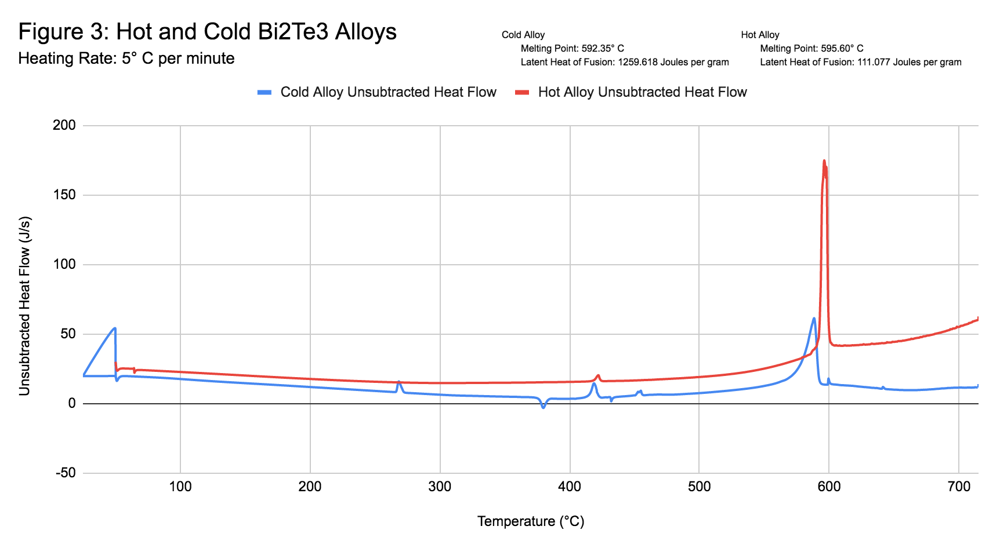 Figure 3: Hot and Cold Bi2Te3 Alloys
Heating Rate: 5° C per minute
Cold Alloy
Melting Point: 592.35° C
Latent Heat of Fusion: 1259.618 Joules per gram
Hot Alloy
Melting Point: 595.60° C
Latent Heat of Fusion: 111.077 Joules per gram
Cold Alloy Unsubtracted Heat Flow
Hot Alloy Unsubtracted Heat Flow
Unsubtracted Heat Flow (J/s)
200
150
100
50
0
-50
100
200
300
400
500
600
700
Temperature (°C)